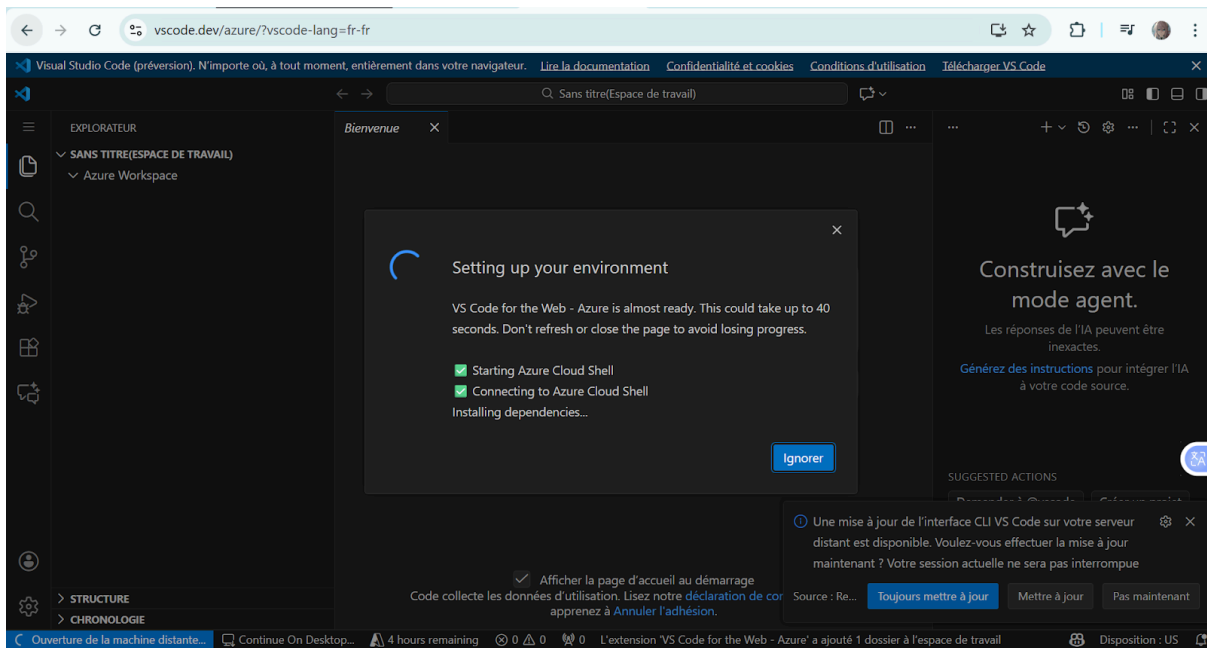 vscode.dev/azure/?vscode-lang=fr-fr
Visual Studio Code (préversion). N'importe où, à tout moment, entièrement dans votre navigateur. Lire la documentation Confidentialité et cookies Conditions d'utilisation Télécharger VS Code
Sans titre(Espace de travail)
EXPLORATEUR
Bienvenue
SANS TITRE(ESPACE DE TRAVAIL)
Azure Workspace
Setting up your environment
VS Code for the Web - Azure is almost ready. This could take up to 40
seconds. Don't refresh or close the page to avoid losing progress.
Starting Azure Cloud Shell
Connecting to Azure Cloud Shell
Installing dependencies...
Ignorer
Construisez avec le
mode agent.
Les réponses de l'IA peuvent être
inexactes.
Générez des instructions pour intégrer l'IA
à votre code source.
SUGGESTED ACTIONS
Une mise à jour de l'interface CLI VS Code sur votre serveur
distant est disponible. Voulez-vous effectuer la mise à jour
maintenant ? Votre session actuelle ne sera pas interrompue
Source : Re... Toujours mettre à jour Mettre à jour Pas maintenant
Afficher la page d'accueil au démarrage
Code collecte les données d'utilisation. Lisez notre déclaration de
apprenez à Annuler l'adhésion.
STRUCTURE
CHRONOLOGIE
Ouverture de la machine distante... Continue On Desktop... 4 hours remaining 0 0 0 L'extension 'VS Code for the Web - Azure' a ajouté 1 dossier à l'espace de travail Disposition : US